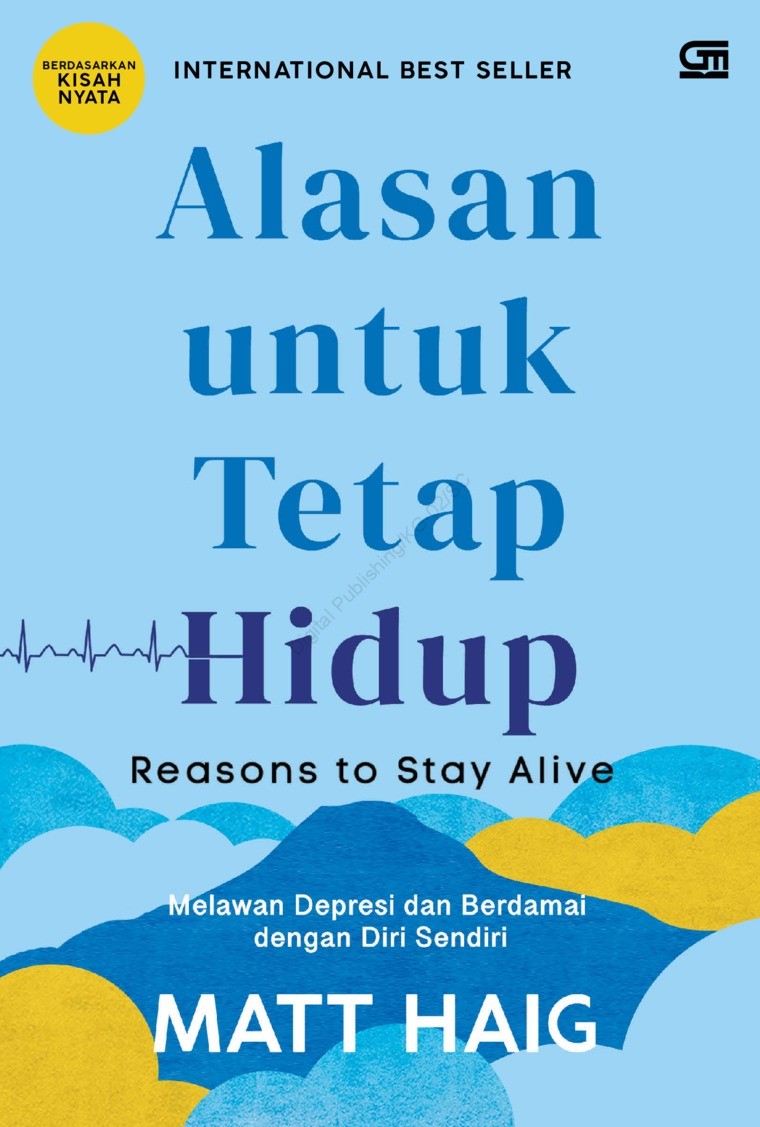 BERDASARKAN
KISAH
NYATA
INTERNATIONAL BEST SELLER
GM
Alasan
untuk
Tetap
Hidup
Reasons to Stay Alive
Melawan Depresi dan Berdamai
dengan Diri Sendiri
MATT HAIG